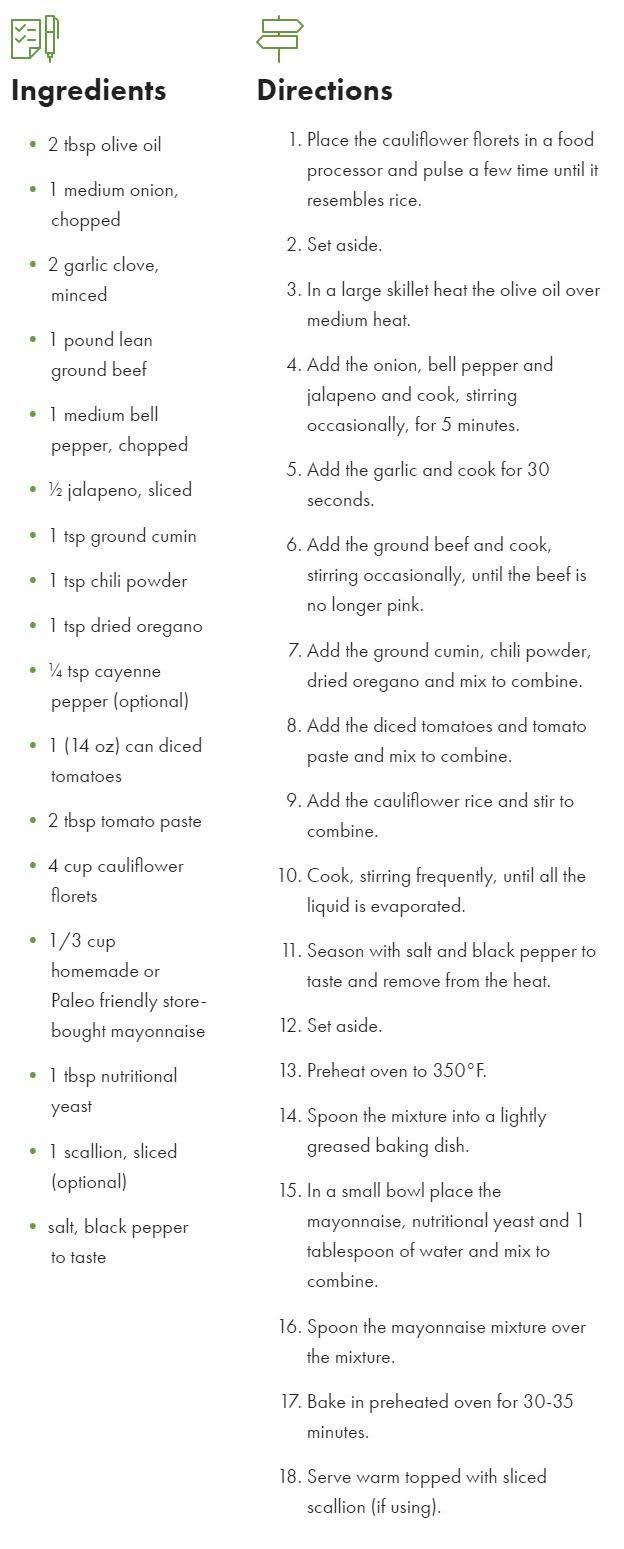 Ingredients
• 2 tbsp olive oil
• 1 medium onion,
chopped
• 2 garlic clove,
minced
• 1 pound lean
ground beef
• 1 medium bell
pepper, chopped
• ½ jalapeno, sliced
• 1 tsp ground cumin
• 1 tsp chili powder
• 1 tsp dried oregano
• ¼ tsp cayenne
pepper (optional)
• 1 (14 oz) can diced
tomatoes
• 2 tbsp tomato paste
• 4 cup cauliflower
florets
• 1/3 cup
homemade or
Paleo friendly store-
bought mayonnaise
• 1 tbsp nutritional
yeast
• 1 scallion, sliced
(optional)
• salt, black pepper
to taste
Directions
1. Place the cauliflower florets in a food
processor and pulse a few time until it
resembles rice.
2. Set aside.
3. In a large skillet heat the olive oil over
medium heat.
4. Add the onion, bell pepper and
jalapeno and cook, stirring
occasionally, for 5 minutes.
5. Add the garlic and cook for 30
seconds.
6. Add the ground beef and cook,
stirring occasionally, until the beef is
no longer pink.
7. Add the ground cumin, chili powder,
dried oregano and mix to combine.
8. Add the diced tomatoes and tomato
paste and mix to combine.
9. Add the cauliflower rice and stir to
combine.
10. Cook, stirring frequently, until all the
liquid is evaporated.
11. Season with salt and black pepper to
taste and remove from the heat.
12. Set aside.
13. Preheat oven to 350°F.
14. Spoon the mixture into a lightly
greased baking dish.
15. In a small bowl place the
mayonnaise, nutritional yeast and 1
tablespoon of water and mix to
combine.
16. Spoon the mayonnaise mixture over
the mixture.
17. Bake in preheated oven for 30-35
minutes.
18. Serve warm topped with sliced
scallion (if using).